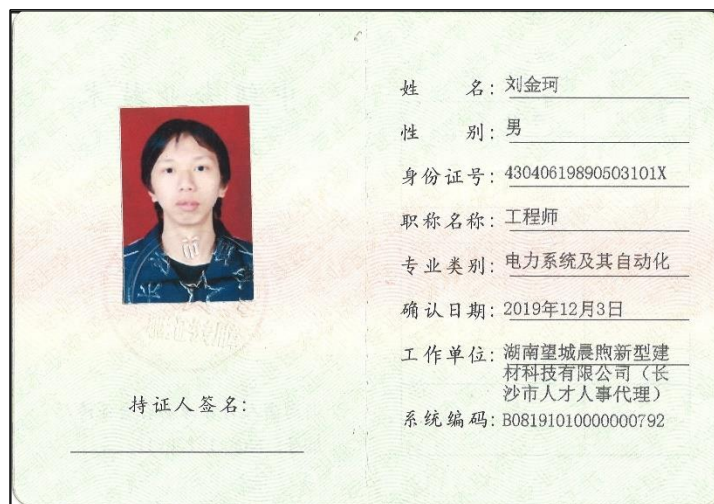 姓 名：刘金珂
性 别：男
身份证号：43040619890503101X
职称名称：工程师
专业类别：电力系统及其自动化
确认日期：2019年12月3日
工作单位：湖南望城晨煦新型建
材科技有限公司（长
沙市人才人事代理）
持证人签名：
系统编码：B08191010000000792